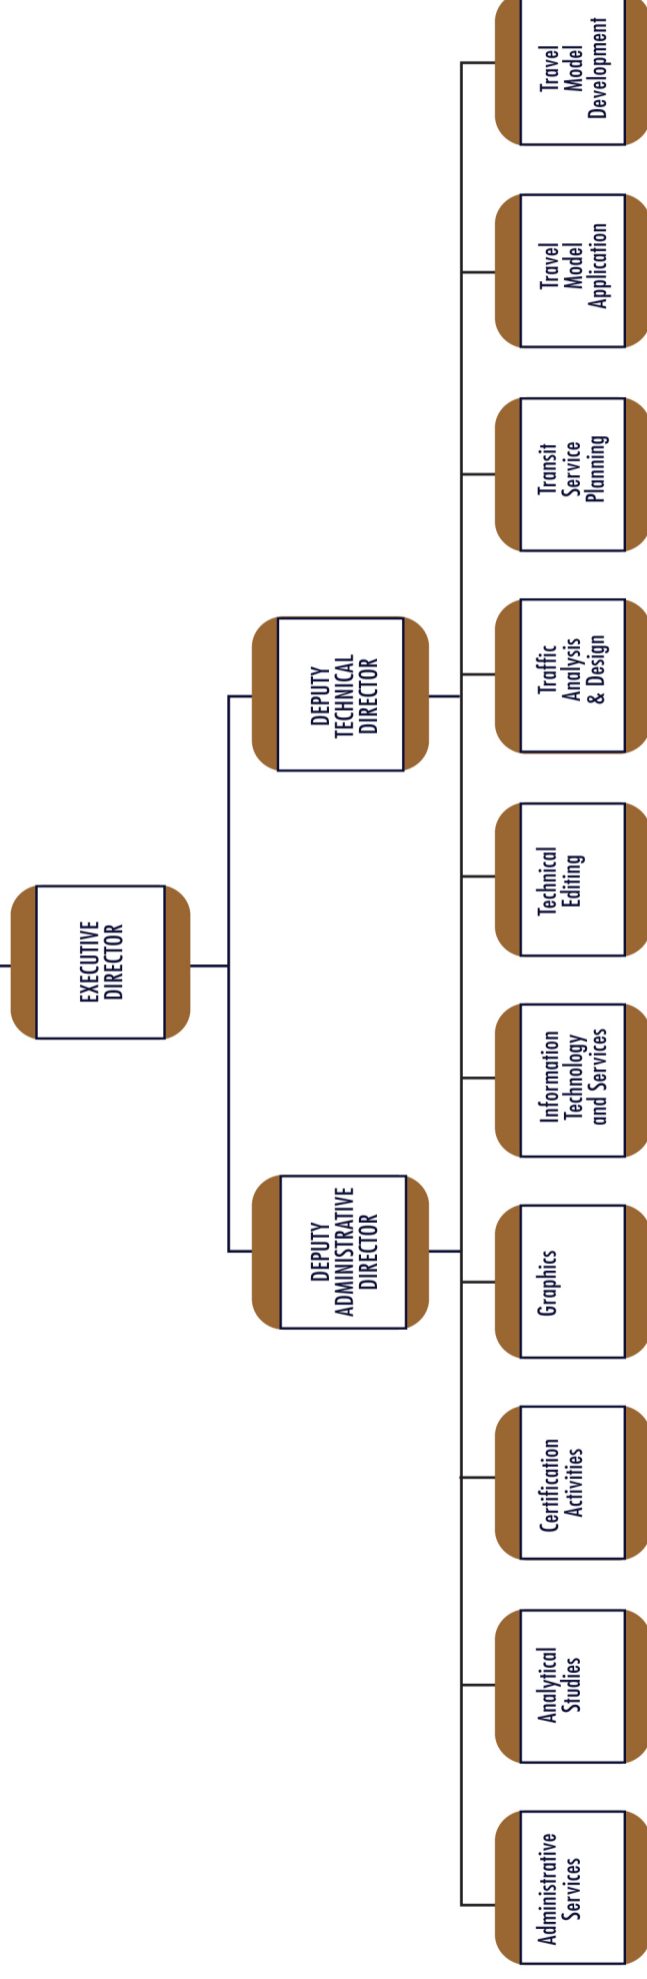 EXECUTIVE
DIRECTOR
DEPUTY
ADMINISTRATIVE
DIRECTOR
DEPUTY
TECHNICAL
DIRECTOR
Administrative
Services
Analytical
Studies
Certification
Activities
Graphics
Information
Technology
and Services
Technical
Editing
Traffic
Analysis
& Design
Transit
Service
Planning
Travel
Model
Application
Travel
Model
Development